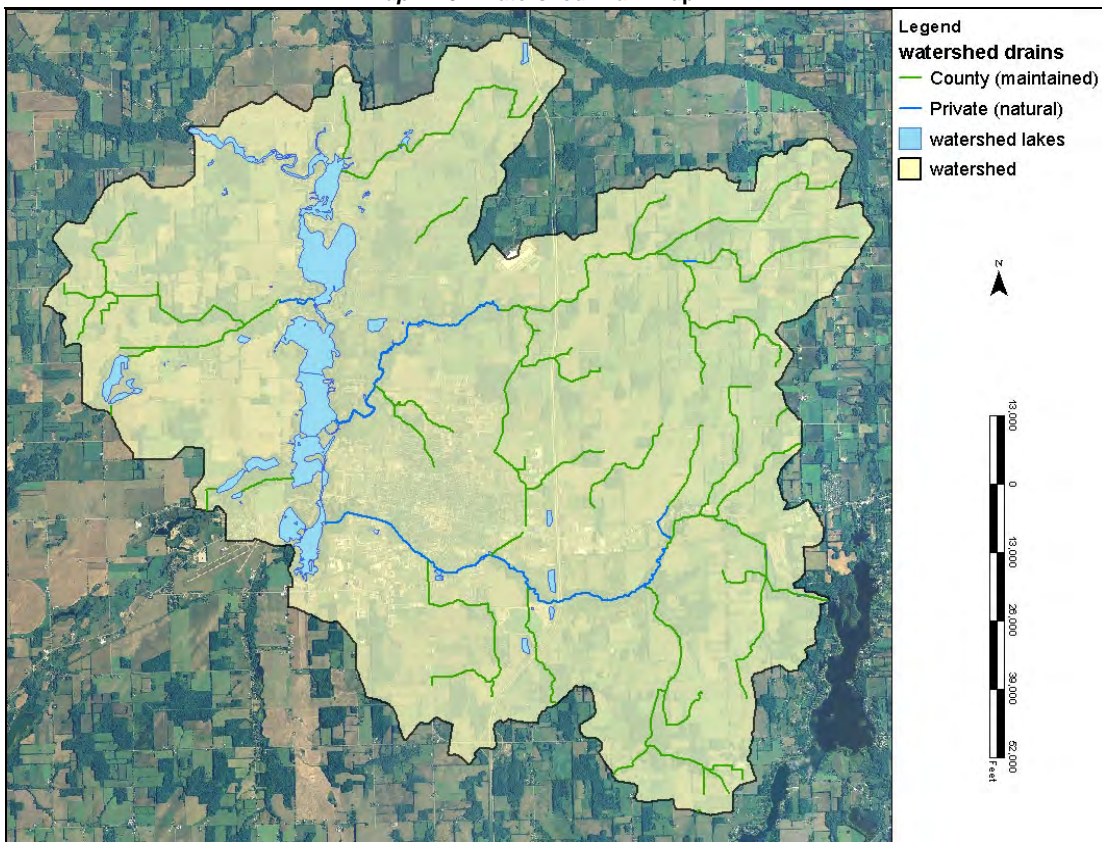 Legend
watershed drains
County (maintained)
Private (natural)
watershed lakes
watershed
N
13,000
0
13,000
26,000
39,000
52,000
Feet